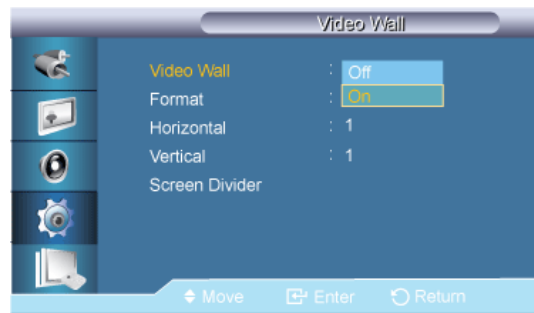 Video Wall
Video Wall : Off
Format : On
Horizontal : 1
Vertical : 1
Screen Divider
Move Enter Return